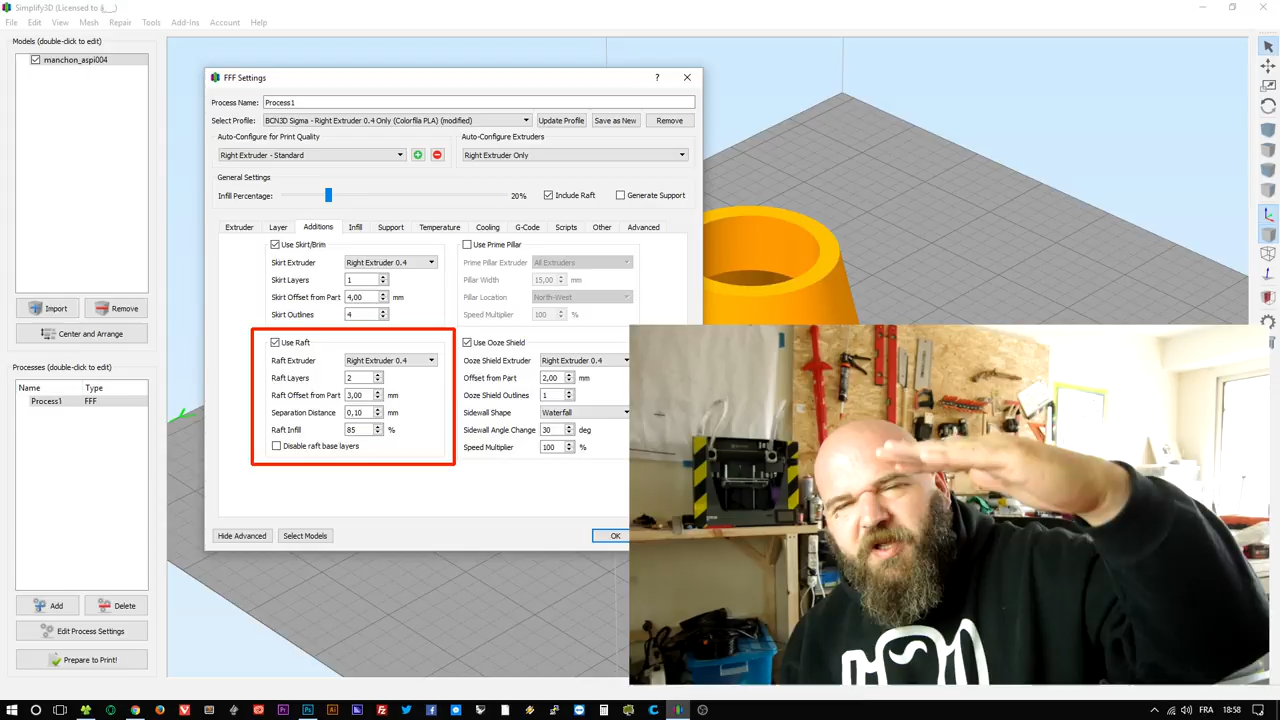 Simplify3D (Licensed to
File Edit View Mesh Repair Tools Add-Ins Account Help
Models (double-click to edit)
manchon_aspi004
Import Remove
Center and Arrange
Processes (double-click to edit)
Name Type
Process1 FFF
Add Delete
Edit Process Settings
Prepare to Print!
FFF Settings ?
Process Name: Process1
Select Profile: BCN3D Sigma - Right Extruder 0.4 Only (Colorfila PLA) (modified) Update Profile Save as New Remove
Auto-Configure for Print Quality Auto-Configure Extruders
Right Extruder - Standard Right Extruder Only
General Settings
Infill Percentage: 20% Include Raft Generate Support
Extruder Layer Additions Infill Support Temperature Cooling G-Code Scripts Other Advanced
Use Skirt/Brim
Skirt Extruder Right Extruder 0.4
Skirt Layers 1
Skirt Offset from Part 4,00 mm
Skirt Outlines 4
Use Prime Pillar
Prime Pillar Extruder All Extruders
Pillar Width 15,00 mm
Pillar Location North-West
Speed Multiplier 100 %
Use Raft
Raft Extruder Right Extruder 0.4
Raft Layers 2
Raft Offset from Part 3,00 mm
Separation Distance 0,10 mm
Raft Infill 85 %
Disable raft base layers
Use Ooze Shield
Ooze Shield Extruder Right Extruder 0.4
Offset from Part 2,00 mm
Ooze Shield Outlines 1
Sidewall Shape Waterfall
Sidewall Angle Change 30 deg
Speed Multiplier 100 %
Hide Advanced Select Models OK
FRA 18:58